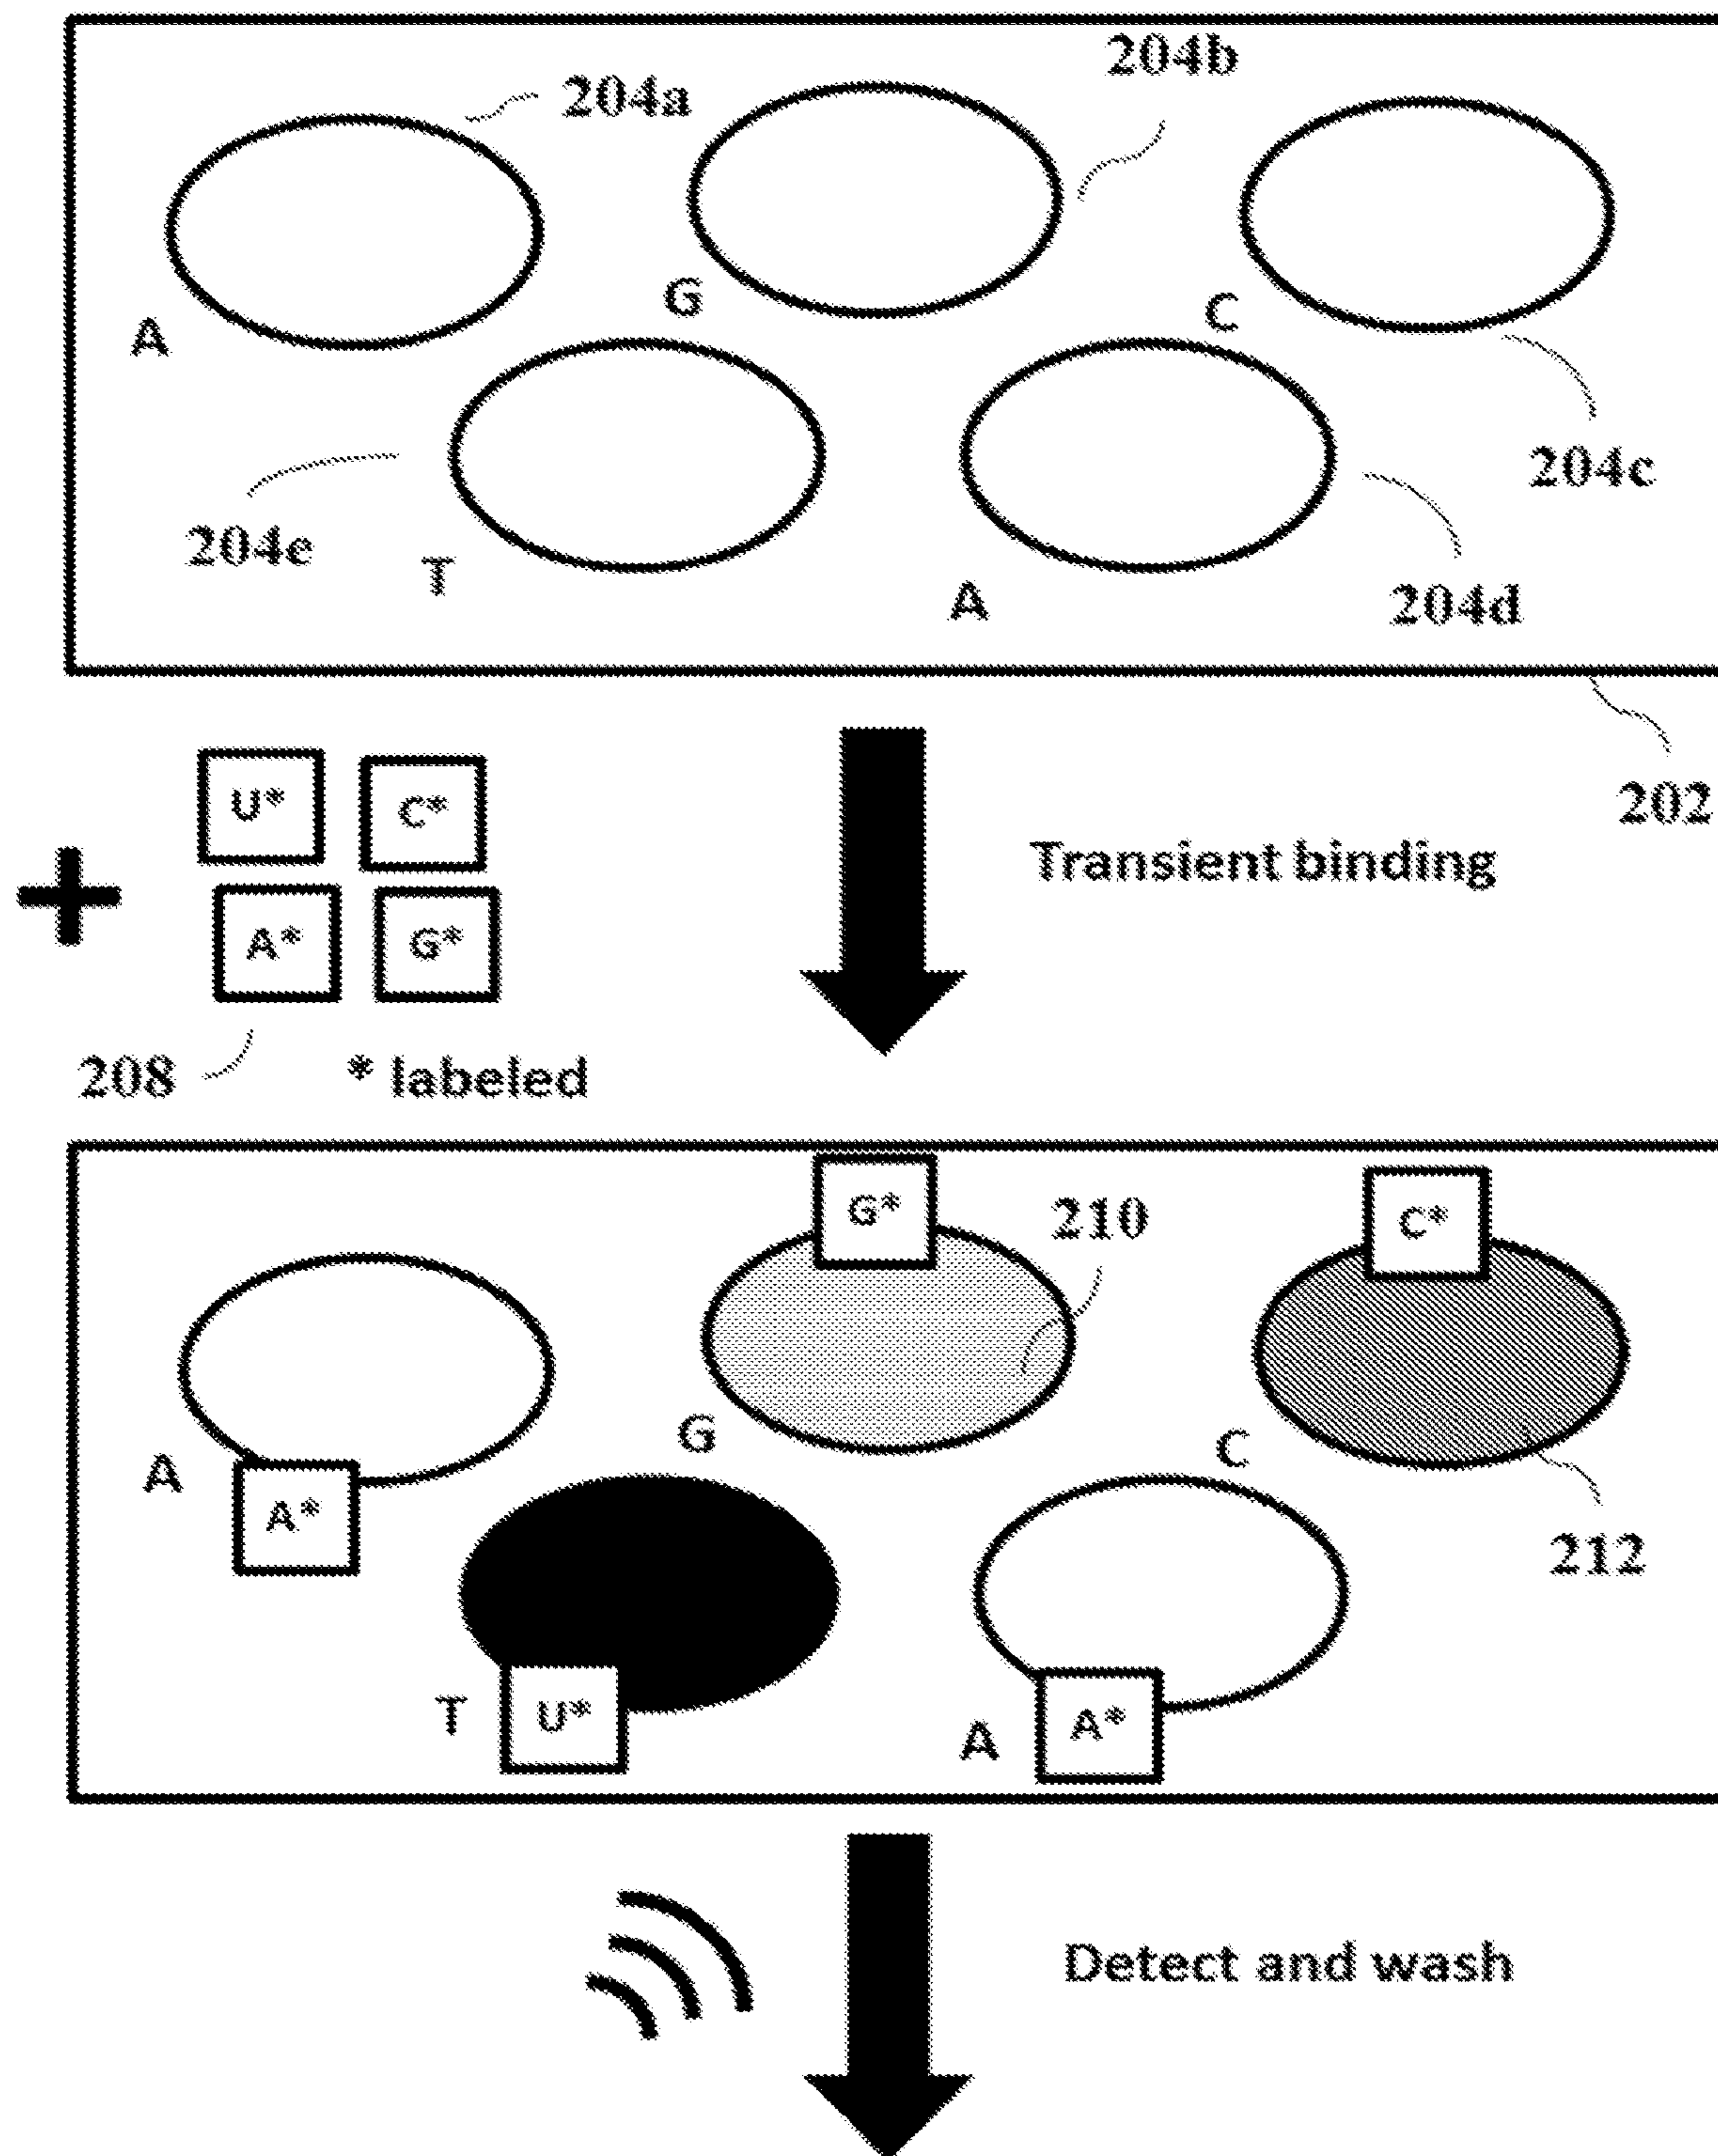 204b
204a
G
C
A
204c
204e
T
A
204d
202
U*
C*
Transient binding
A*
G*
208
* labeled
G*
C*
210
G
C
A
A*
212
T
U*
A
A*
Detect and wash